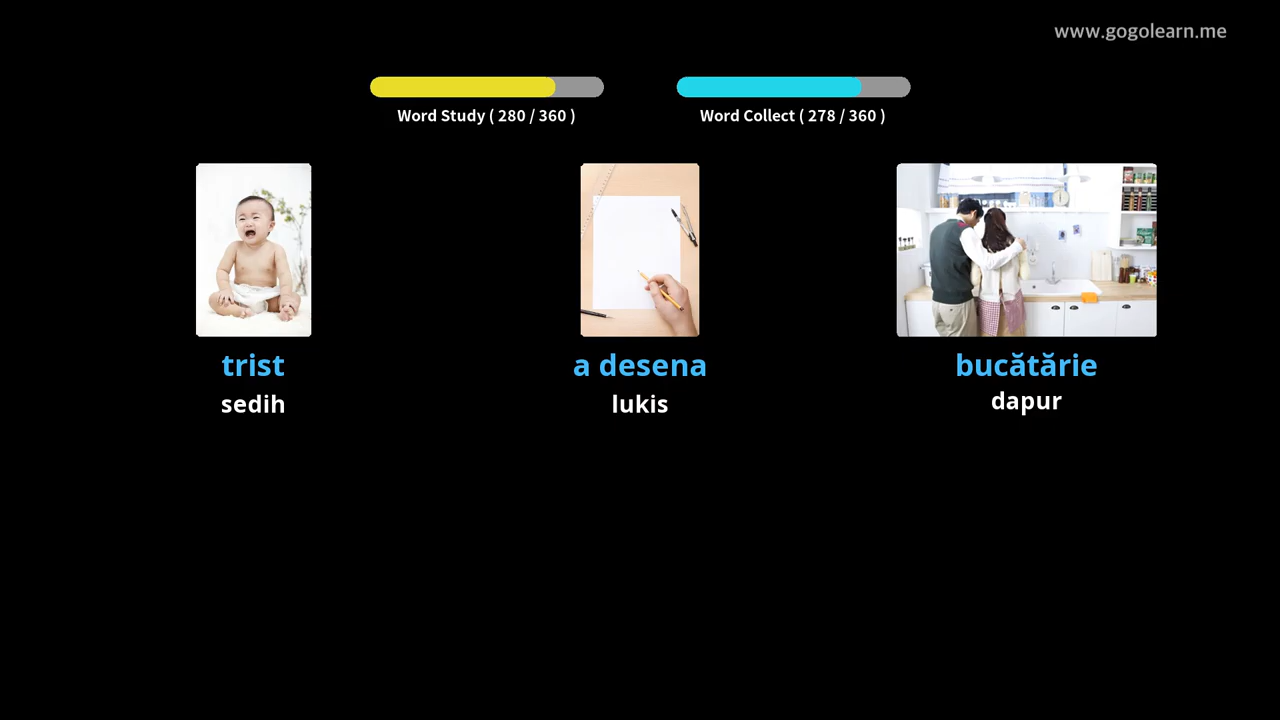 www.gogolearn.me
Word Study ( 280 / 360 )
Word Collect ( 278 / 360 )
trist
a desena
bucătărie
sedih
lukis
dapur